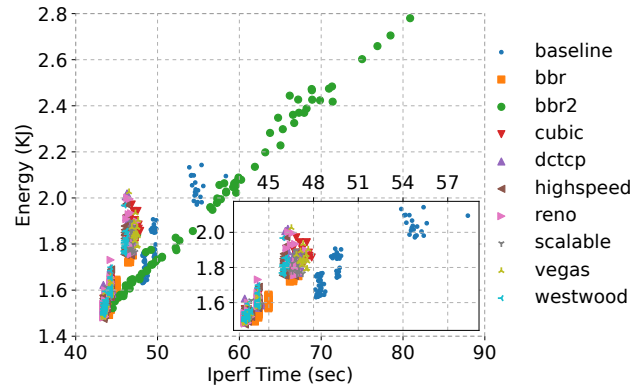 2.8
2.6
2.4
2.2
2.0
1.8
1.6
1.4
Energy (KJ)
40 50 60 70 80 90
Iperf Time (sec)
45 48 51 54 57
2.0
1.8
1.6
baseline
bbr
bbr2
cubic
dctcp
highspeed
reno
scalable
vegas
westwood